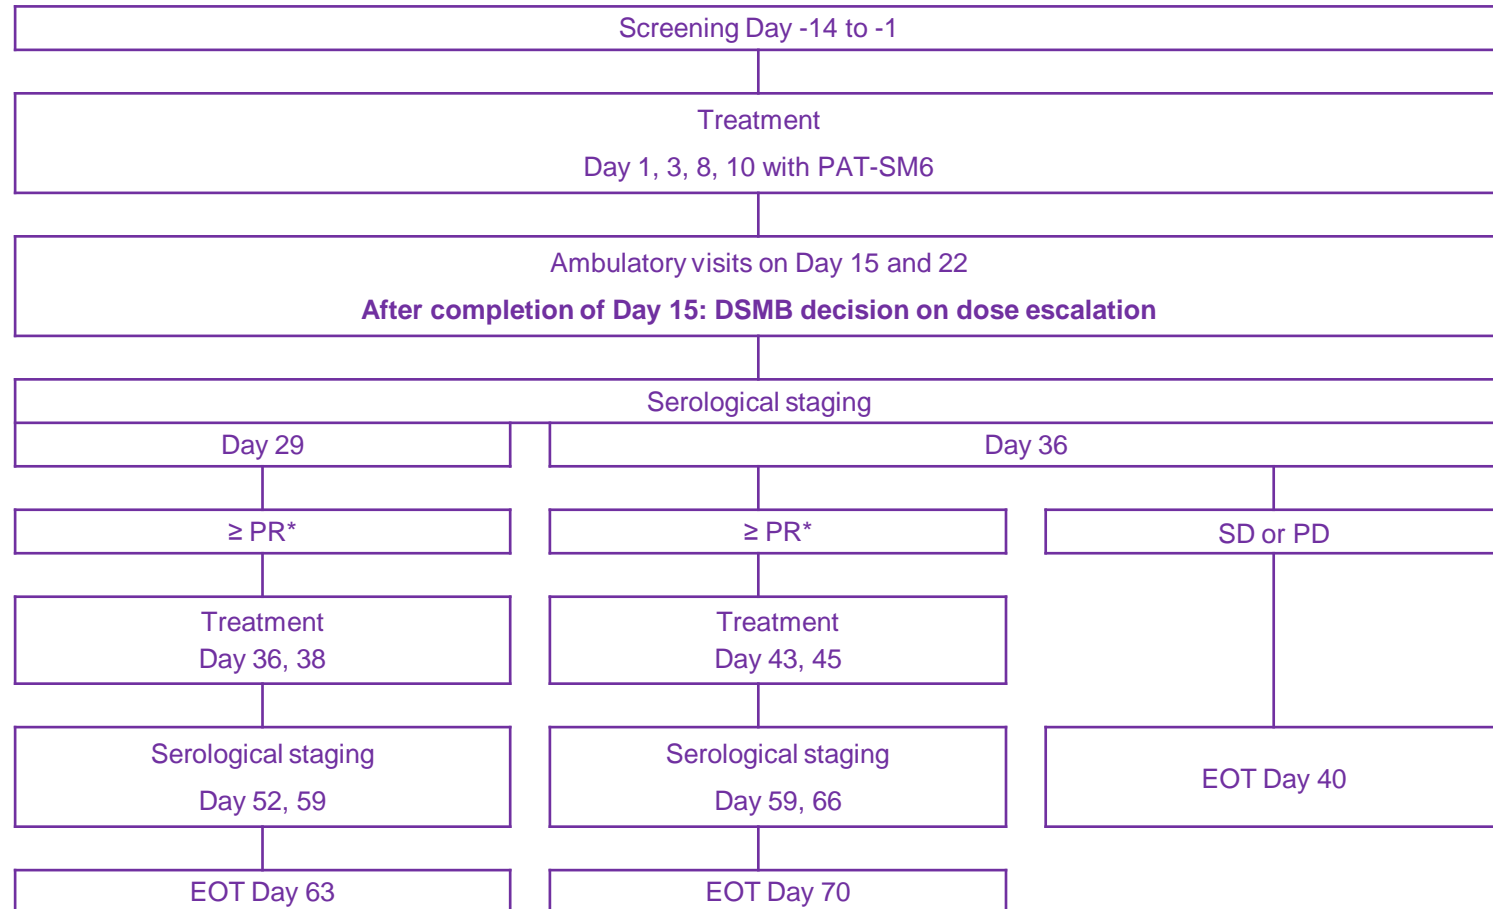 Screening Day -14 to -1
Treatment
Day 1, 3, 8, 10 with PAT-SM6
Ambulatory visits on Day 15 and 22
After completion of Day 15: DSMB decision on dose escalation
Serological staging
Day 29
Day 36
≥ PR*
≥ PR*
SD or PD
Treatment
Day 36, 38
Treatment
Day 43, 45
Serological staging
Day 52, 59
Serological staging
Day 59, 66
EOT Day 40
EOT Day 63
EOT Day 70